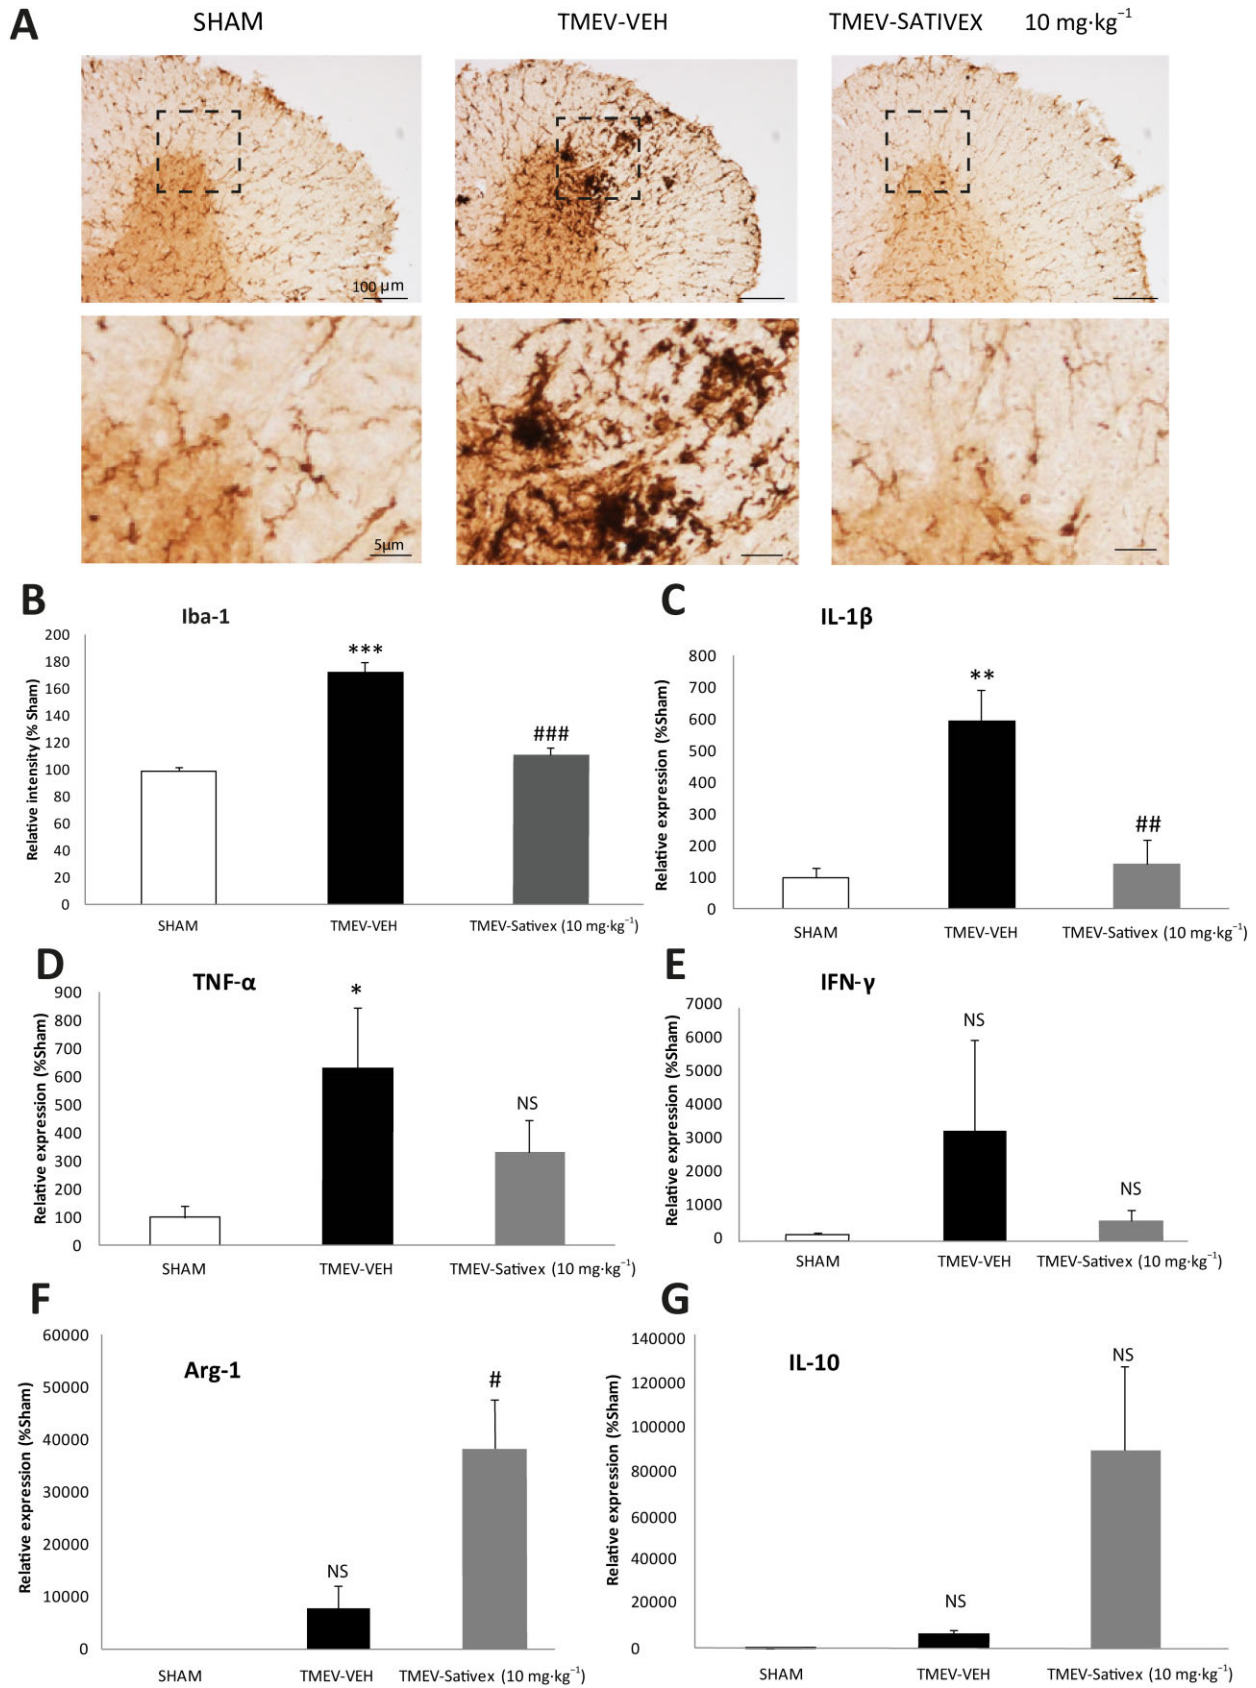 A
SHAM
TMEV-VEH
TMEV-SATIVEX 10 mg·kg⁻¹
100 µm
5µm
B
Iba-1
Relative intensity (% Sham)
200
180
160
140
120
100
80
60
40
20
0
***
###
SHAM
TMEV-VEH
TMEV-Sativex (10 mg·kg⁻¹)
C
IL-1β
Relative expression (%Sham)
800
700
600
500
400
300
200
100
0
**
##
SHAM
TMEV-VEH
TMEV-Sativex (10 mg·kg⁻¹)
D
TNF-α
Relative expression (%Sham)
900
800
700
600
500
400
300
200
100
0
*
NS
SHAM
TMEV-VEH
TMEV-Sativex (10 mg·kg⁻¹)
E
IFN-γ
Relative expression (%Sham)
7000
6000
5000
4000
3000
2000
1000
0
NS
NS
SHAM
TMEV-VEH
TMEV-Sativex (10 mg·kg⁻¹)
F
Arg-1
Relative expression (%Sham)
60000
50000
40000
30000
20000
10000
0
NS
#
SHAM
TMEV-VEH
TMEV-Sativex (10 mg·kg⁻¹)
G
IL-10
Relative expression (%Sham)
140000
120000
100000
80000
60000
40000
20000
0
NS
NS
SHAM
TMEV-VEH
TMEV-Sativex (10 mg·kg⁻¹)